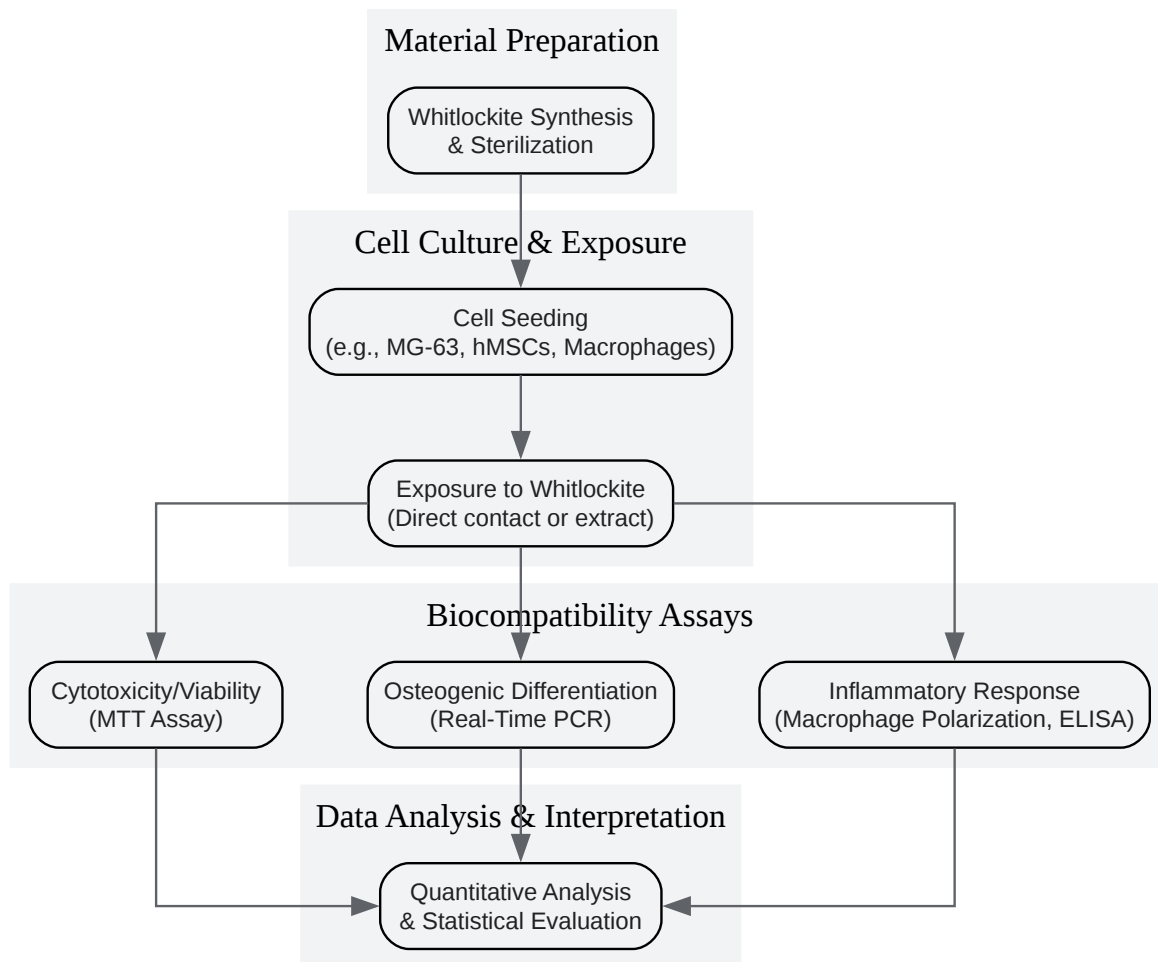 Material Preparation
Whitlockite Synthesis
& Sterilization
Cell Culture & Exposure
Cell Seeding
(e.g., MG-63, hMSCs, Macrophages)
Exposure to Whitlockite
(Direct contact or extract)
Biocompatibility Assays
Cytotoxicity/Viability
(MTT Assay)
Osteogenic Differentiation
(Real-Time PCR)
Inflammatory Response
(Macrophage Polarization, ELISA)
Data Analysis & Interpretation
Quantitative Analysis
& Statistical Evaluation